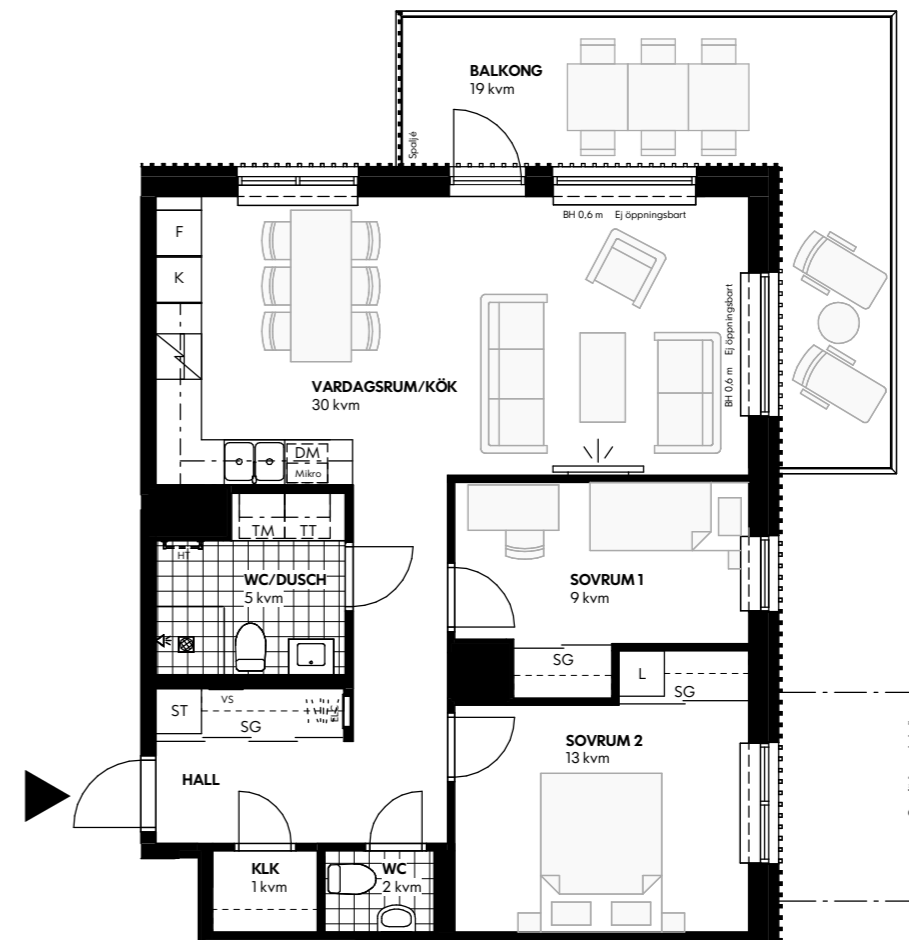 BALKONG
19 kvm
Spaljé
BH 0,6 m Ej öppningsbart
F
K
BH 0,6 m Ej öppningsbart
VARDAGSRUM/KÖK
30 kvm
DM
Mikro
TM
TT
HT
WC/DUSCH
5 kvm
SOVRUM 1
9 kvm
SG
L
SG
ST
VS
SG
SOVRUM 2
13 kvm
HALL
KLK
1 kvm
WC
2 kvm